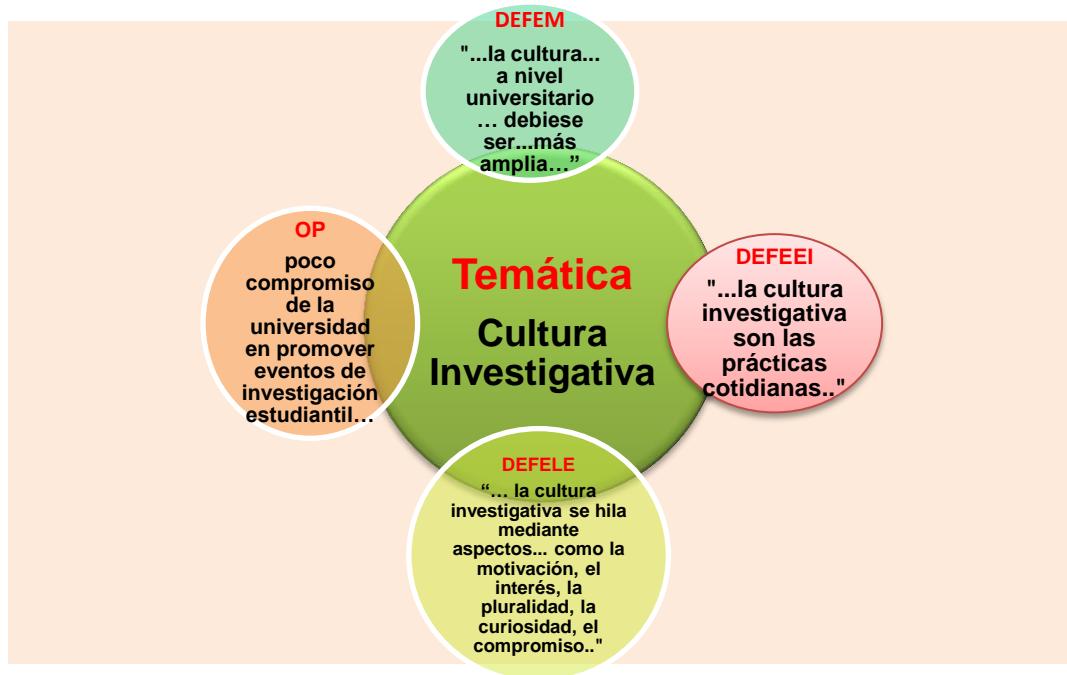 DEFEM
"...la cultura...
a nivel
universitario
... debiese
ser...más
amplia...”
OP
poco
compromiso
de la
universidad
en promover
eventos de
investigación
estudiantil...
Temática
Cultura
Investigativa
DEFEEI
"...la cultura
investigativa
son las
prácticas
cotidianas.."
DEFELE
“... la cultura
investigativa se hila
mediante
aspectos... como la
motivación, el
interés, la
pluralidad, la
curiosidad, el
compromiso.."